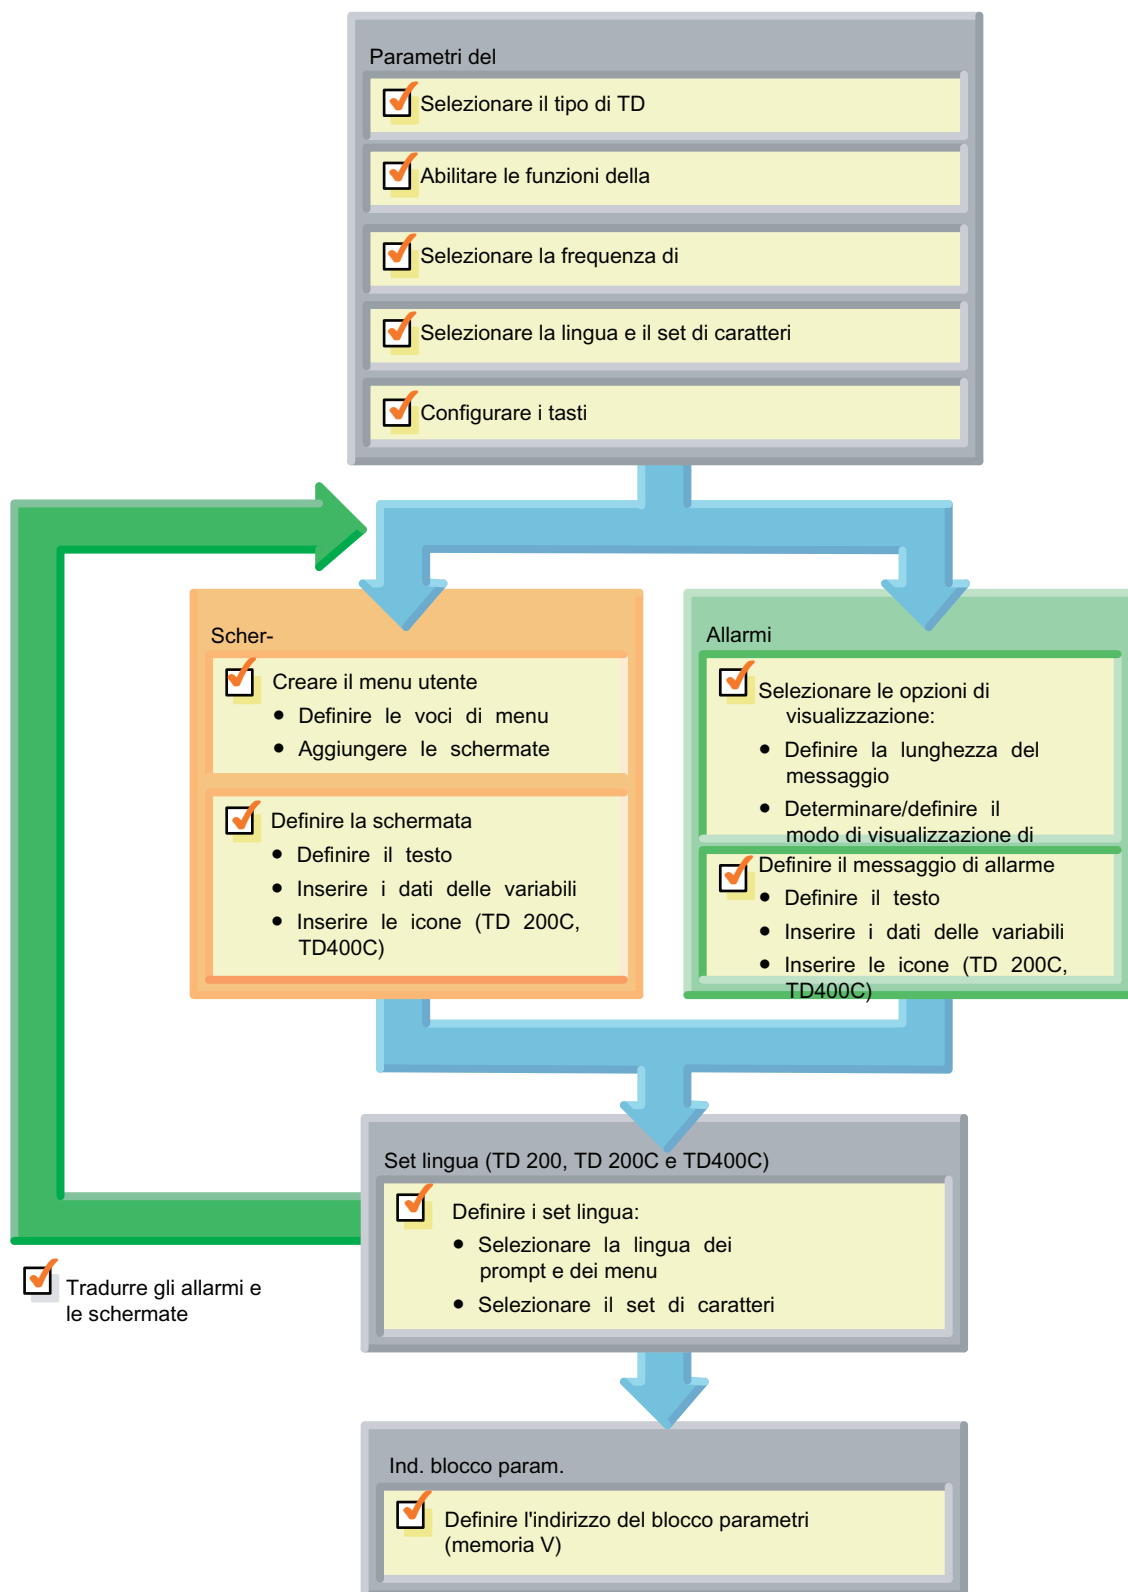 Parametri del
Selezionare il tipo di TD
Abilitare le funzioni della
Selezionare la frequenza di
Selezionare la lingua e il set di caratteri
Configurare i tasti
Scher-
Creare il menu utente
• Definire le voci di menu
• Aggiungere le schermate
Definire la schermata
• Definire il testo
• Inserire i dati delle variabili
• Inserire le icone (TD 200C,
TD400C)
Allarmi
Selezionare le opzioni di
visualizzazione:
• Definire la lunghezza del
messaggio
• Determinare/definire il
modo di visualizzazione di
Definire il messaggio di allarme
• Definire il testo
• Inserire i dati delle variabili
• Inserire le icone (TD 200C,
TD400C)
Set lingua (TD 200, TD 200C e TD400C)
Definire i set lingua:
• Selezionare la lingua dei
prompt e dei menu
• Selezionare il set di caratteri
Tradurre gli allarmi e
le schermate
Ind. blocco param.
Definire l'indirizzo del blocco parametri
(memoria V)